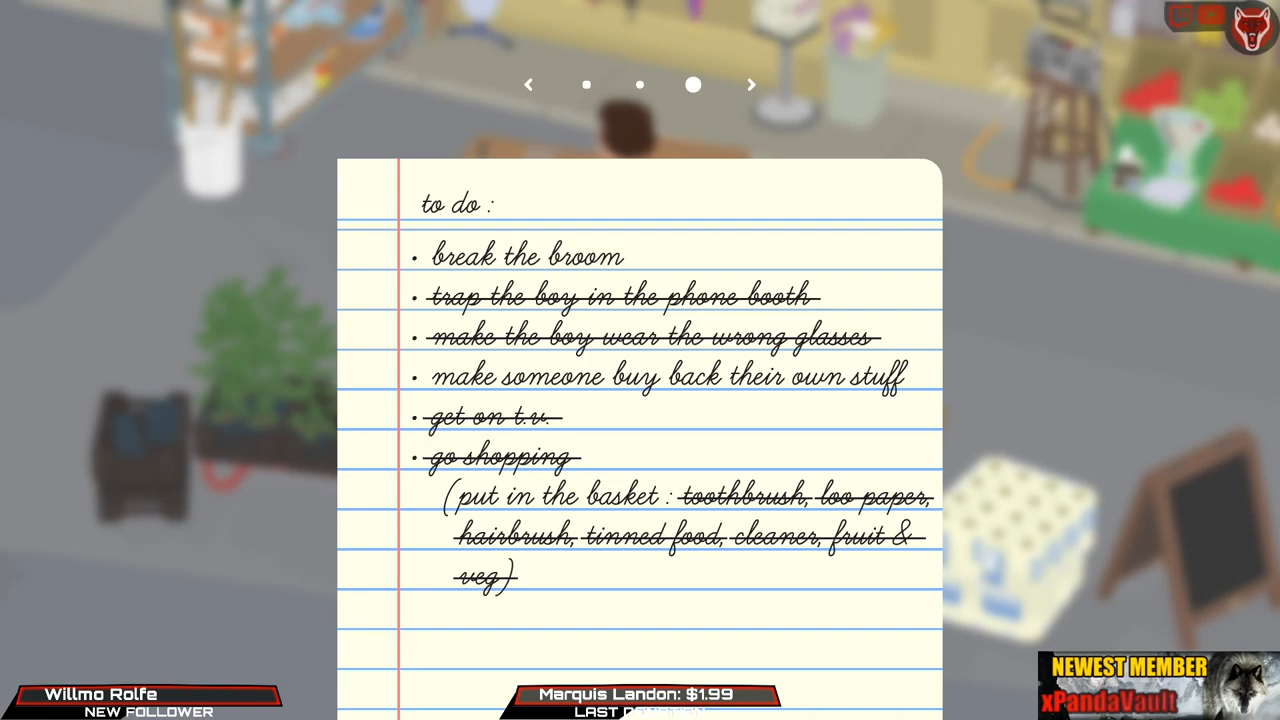 to do :
• break the broom
• trap the boy in the phone booth
• make the boy wear the wrong glasses
• make someone buy back their own stuff
• get on t.v.
• go shopping
(put in the basket : toothbrush, loo paper,
hairbrush, tinned food, cleaner, fruit &
veg)
Willmo Rolfe
NEW FOLLOWER
Marquis Landon: $1.99
LAST DONATION
NEWEST MEMBER
xPandaVault